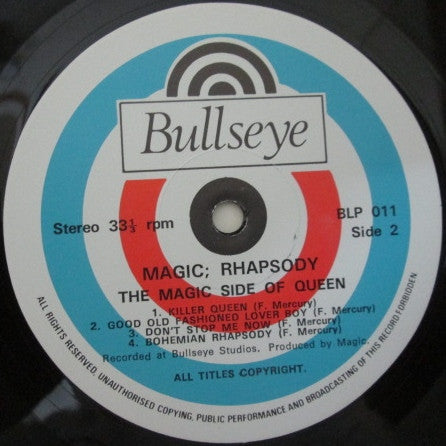 Bullseye
Stereo 33⅓ rpm
BLP 011
Side 2
MAGIC; RHAPSODY
THE MAGIC SIDE OF QUEEN
1. KILLER QUEEN (F. Mercury)
2. GOOD OLD FASHIONED LOVER BOY (F. Mercury)
3. DON'T STOP ME NOW (F. Mercury)
4. BOHEMIAN RHAPSODY (F. Mercury)
Recorded at Bullseye Studios. Produced by Magic.
ALL TITLES COPYRIGHT.
ALL RIGHTS RESERVED. UNAUTHORISED COPYING, PUBLIC PERFORMANCE AND BROADCASTING OF THIS RECORD FORBIDDEN